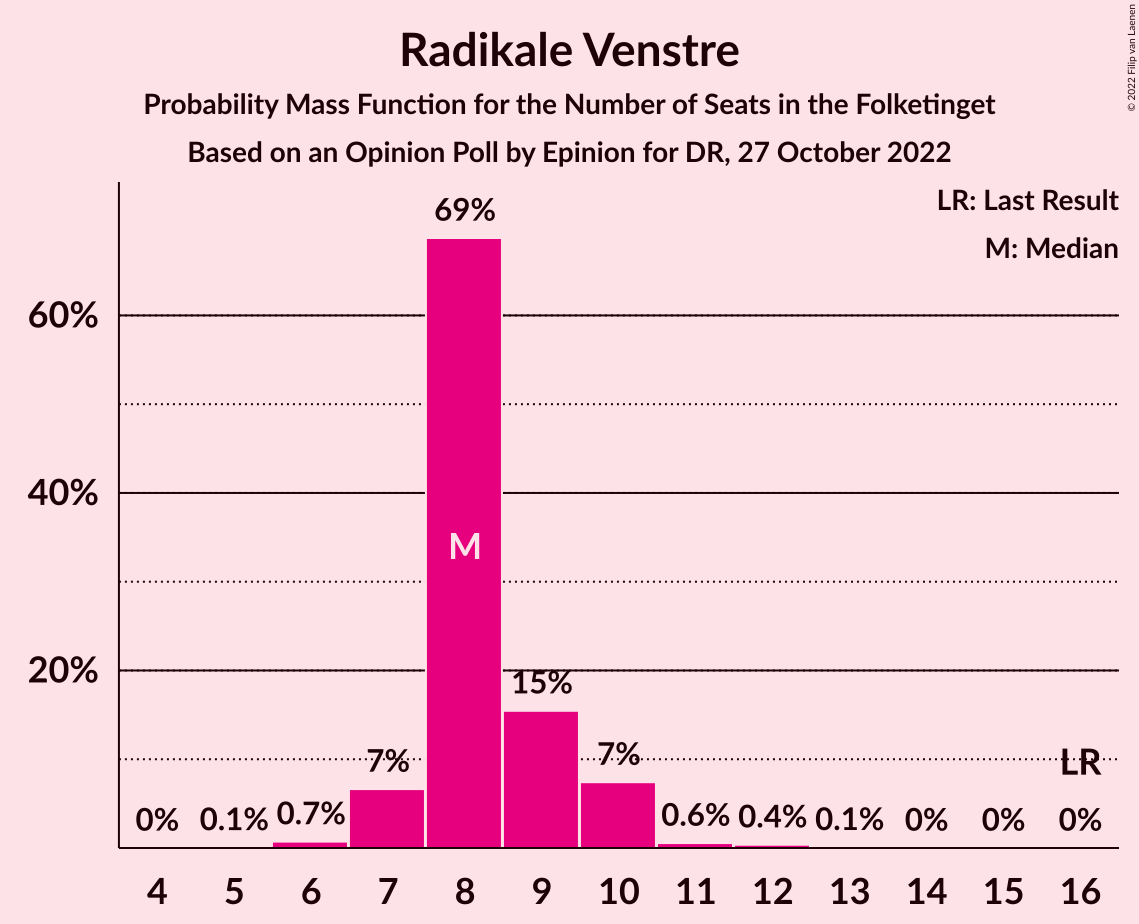 Radikale Venstre
Probability Mass Function for the Number of Seats in the Folketinget
Based on an Opinion Poll by Epinion for DR, 27 October 2022
© 2022 Filip van Laenen
LR: Last Result
M: Median
60%
40%
20%
0%
0.1%
0.7%
7%
69%
M
15%
7%
0.6%
0.4%
0.1%
0%
0%
LR
0%
4 5 6 7 8 9 10 11 12 13 14 15 16